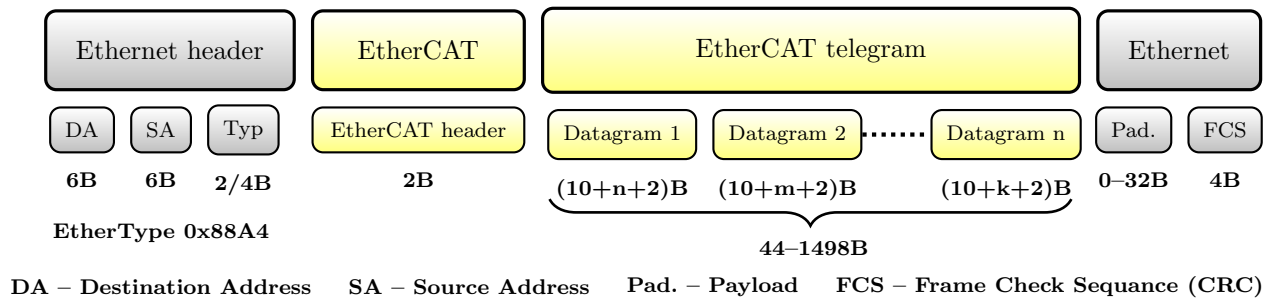 Ethernet header EtherCAT EtherCAT telegram Ethernet
DA SA Typ EtherCAT header Datagram 1 Datagram 2 Datagram n Pad. FCS
6B 6B 2/4B 2B (10+n+2)B (10+m+2)B (10+k+2)B 0–32B 4B
EtherType 0x88A4
44–1498B
DA – Destination Address SA – Source Address Pad. – Payload FCS – Frame Check Sequance (CRC)